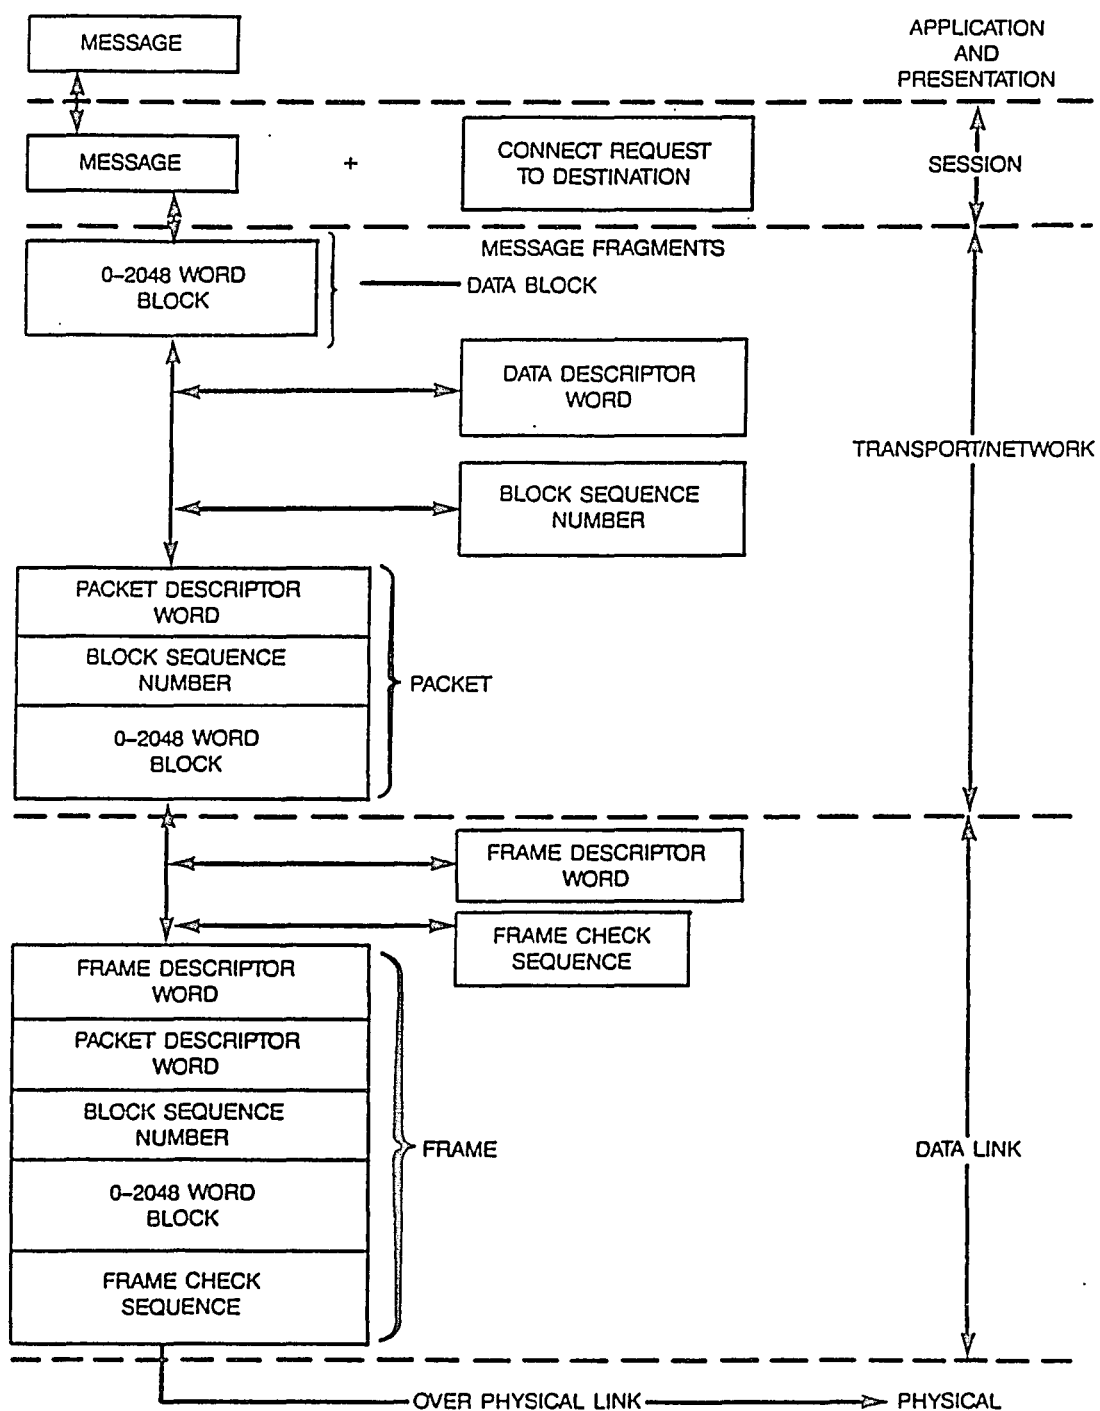 MESSAGE
APPLICATION
AND
PRESENTATION
MESSAGE
+
CONNECT REQUEST
TO DESTINATION
SESSION
MESSAGE FRAGMENTS
0-2048 WORD
BLOCK
DATA BLOCK
DATA DESCRIPTOR
WORD
TRANSPORT/NETWORK
BLOCK SEQUENCE
NUMBER
PACKET DESCRIPTOR
WORD
BLOCK SEQUENCE
NUMBER
0-2048 WORD
BLOCK
PACKET
FRAME DESCRIPTOR
WORD
FRAME CHECK
SEQUENCE
FRAME DESCRIPTOR
WORD
PACKET DESCRIPTOR
WORD
BLOCK SEQUENCE
NUMBER
0-2048 WORD
BLOCK
FRAME CHECK
SEQUENCE
FRAME
DATA LINK
OVER PHYSICAL LINK
PHYSICAL